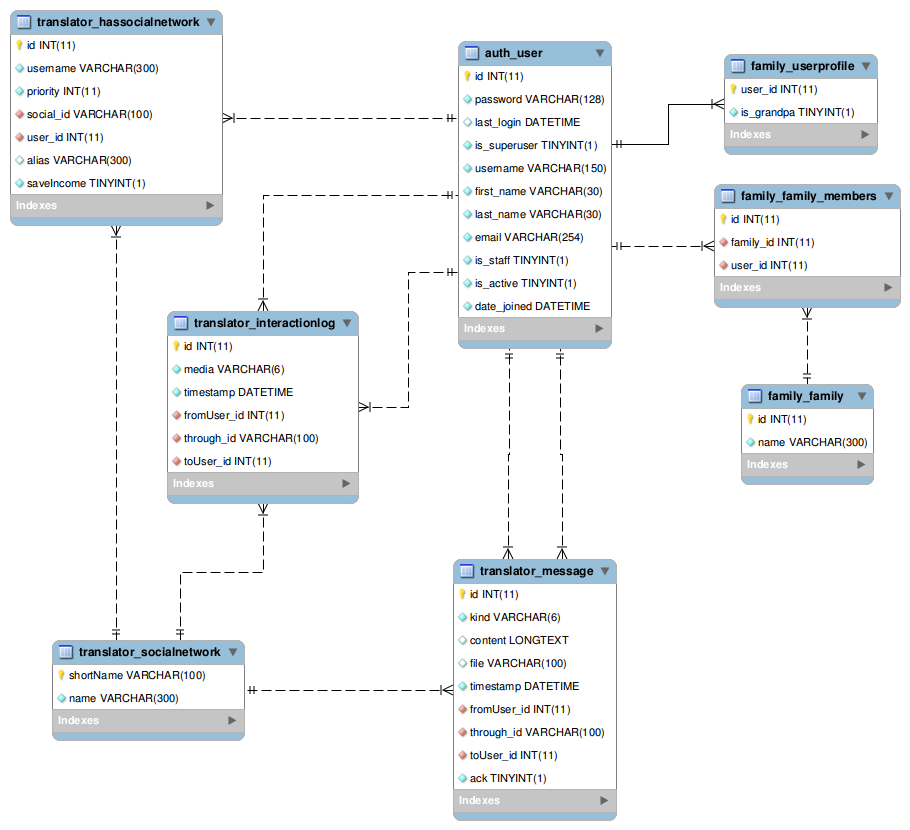 translator_hassocialnetwork
id INT(11)
username VARCHAR(300)
priority INT(11)
social_id VARCHAR(100)
user_id INT(11)
alias VARCHAR(300)
saveIncome TINYINT(1)
Indexes
auth_user
id INT(11)
password VARCHAR(128)
last_login DATETIME
is_superuser TINYINT(1)
username VARCHAR(150)
first_name VARCHAR(30)
last_name VARCHAR(30)
email VARCHAR(254)
is_staff TINYINT(1)
is_active TINYINT(1)
date_joined DATETIME
Indexes
family_userprofile
user_id INT(11)
is_grandpa TINYINT(1)
Indexes
family_family_members
id INT(11)
family_id INT(11)
user_id INT(11)
Indexes
translator_interactionlog
id INT(11)
media VARCHAR(6)
timestamp DATETIME
fromUser_id INT(11)
through_id VARCHAR(100)
toUser_id INT(11)
Indexes
family_family
id INT(11)
name VARCHAR(300)
Indexes
translator_socialnetwork
shortName VARCHAR(100)
name VARCHAR(300)
Indexes
translator_message
id INT(11)
kind VARCHAR(6)
content LONGTEXT
file VARCHAR(100)
timestamp DATETIME
fromUser_id INT(11)
through_id VARCHAR(100)
toUser_id INT(11)
ack TINYINT(1)
Indexes